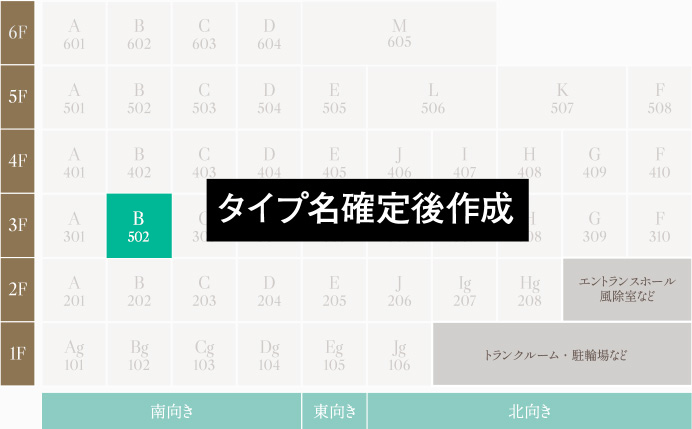 6F
A
601
B
602
C
603
D
604
M
605
5F
A
501
B
502
C
503
D
504
E
505
L
506
K
507
F
508
4F
A
401
B
402
C
403
D
404
E
405
J
406
I
407
H
408
G
409
F
410
3F
A
301
B
502
タイプ名確定後作成
G
309
F
310
2F
A
201
B
202
C
203
D
204
E
205
J
206
Ig
207
Hg
208
エントランスホール
風除室など
1F
Ag
101
Bg
102
Cg
103
Dg
104
Eg
105
Jg
106
トランクルーム・駐輪場など
南向き
東向き
北向き